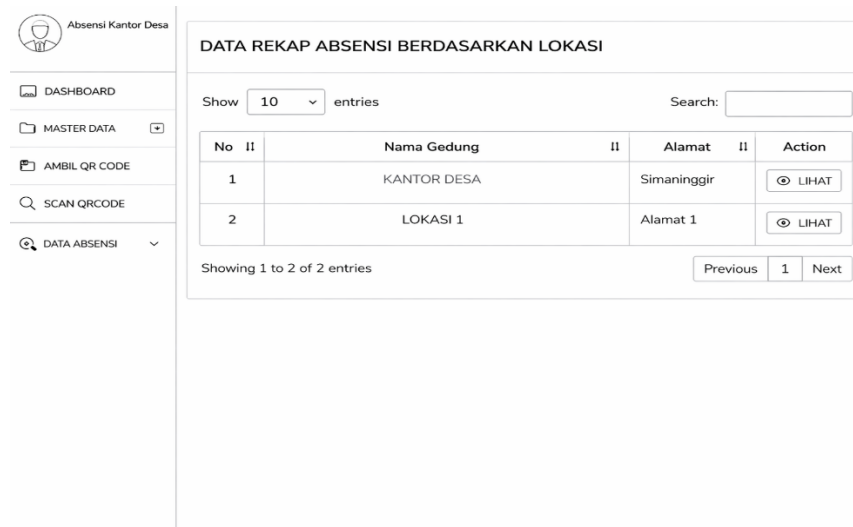 Absensi Kantor Desa
DASHBOARD
MASTER DATA
AMBIL QR CODE
SCAN QRCODE
DATA ABSENSI
DATA REKAP ABSENSI BERDASARKAN LOKASI
Show 10 entries Search:
No Nama Gedung Alamat Action
1 KANTOR DESA Simaninggir LIHAT
2 LOKASI 1 Alamat 1 LIHAT
Showing 1 to 2 of 2 entries Previous 1 Next